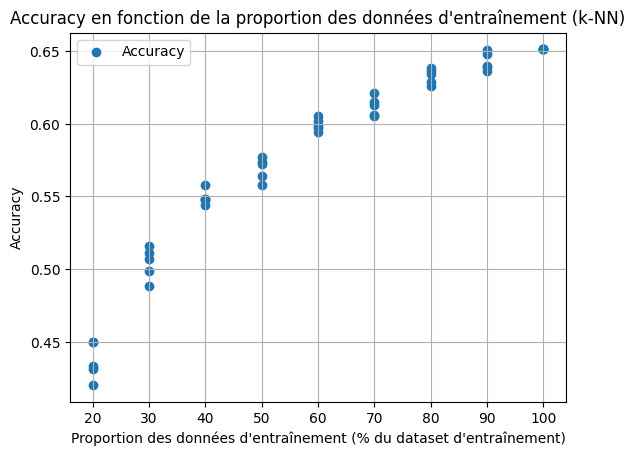 Accuracy en fonction de la proportion des données d'entraînement (k-NN)
Accuracy
0.65
0.60
0.55
0.50
0.45
Accuracy
20 30 40 50 60 70 80 90 100
Proportion des données d'entraînement (% du dataset d'entraînement)